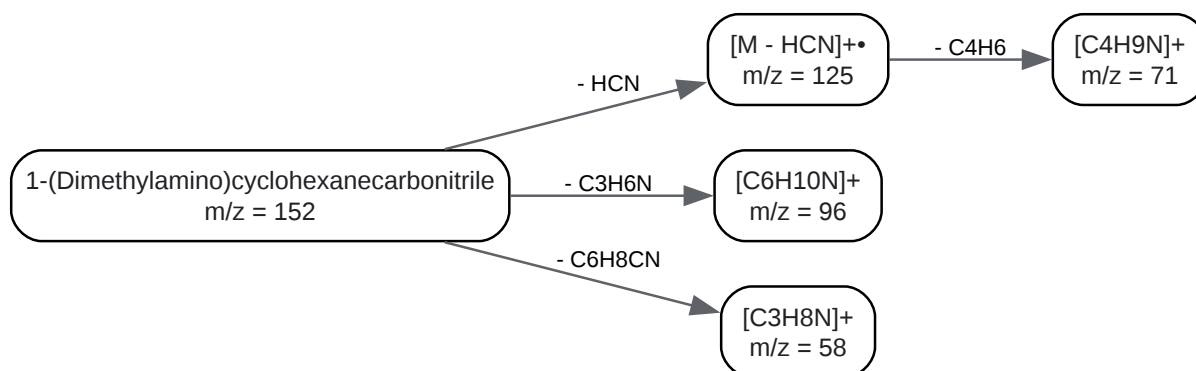 [M - HCN]+•
m/z = 125
- C4H6
[C4H9N]+
m/z = 71
- HCN
1-(Dimethylamino)cyclohexanecarbonitrile
m/z = 152
- C3H6N
[C6H10N]+
m/z = 96
- C6H8CN
[C3H8N]+
m/z = 58